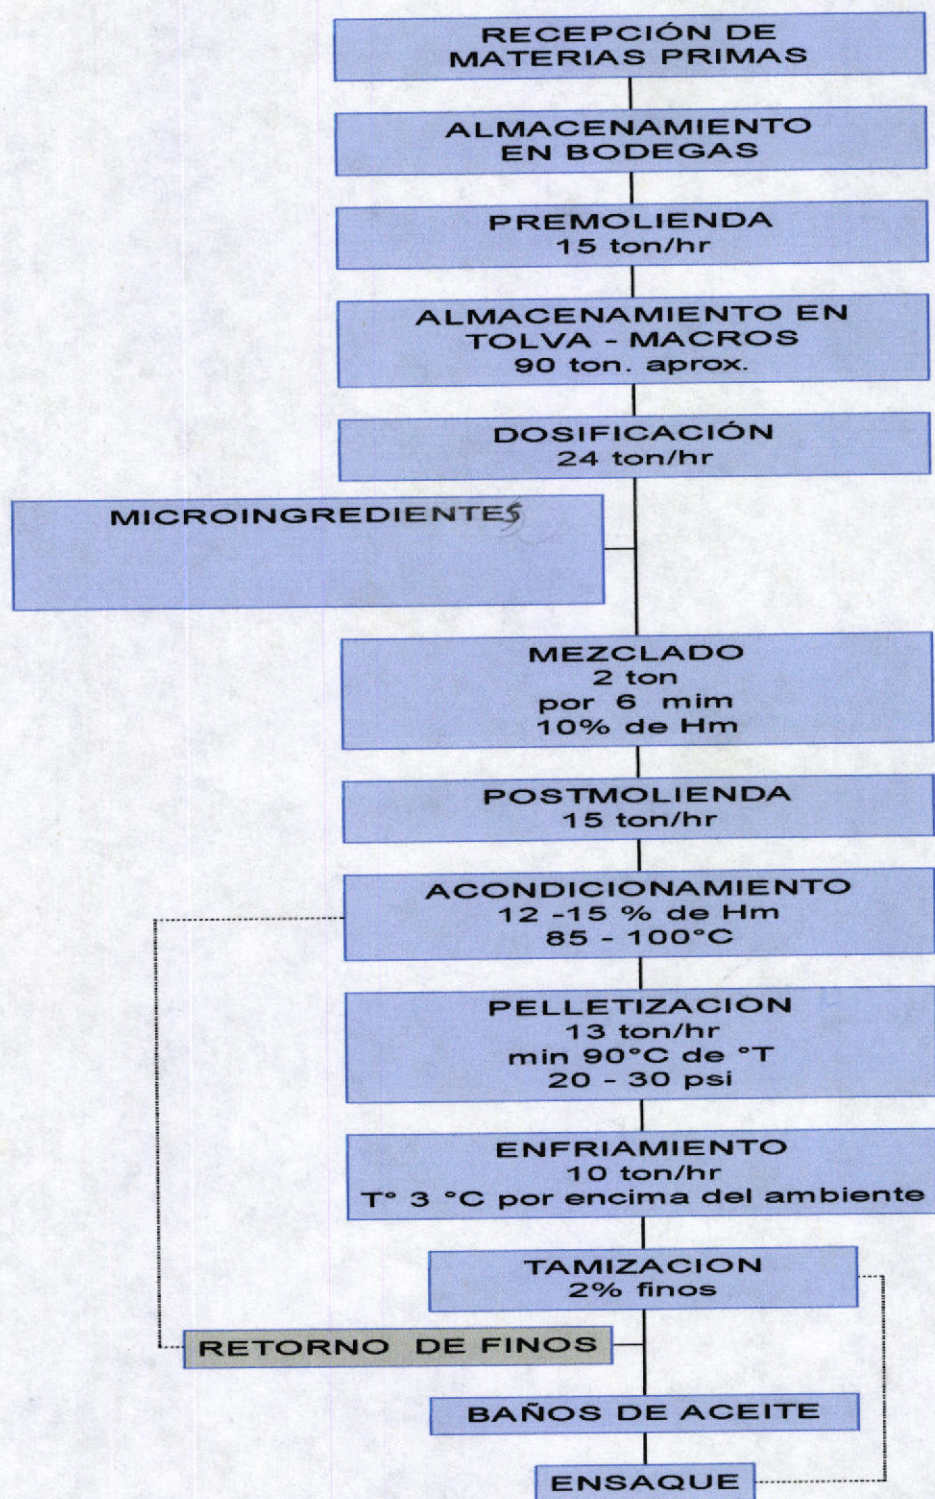 RECEPCIÓN DE
MATERIAS PRIMAS
ALMACENAMIENTO
EN BODEGAS
PREMOLIENDA
15 ton/hr
ALMACENAMIENTO EN
TOLVA - MACROS
90 ton. aprox.
DOSIFICACIÓN
24 ton/hr
MICROINGREDIENTES
MEZCLADO
2 ton
por 6 mim
10% de Hm
POSTMOLIENDA
15 ton/hr
ACONDICIONAMIENTO
12 -15 % de Hm
85 - 100°C
PELLETIZACIÓN
13 ton/hr
min 90°C de °T
20 - 30 psi
ENFRIAMIENTO
10 ton/hr
T° 3 °C por encima del ambiente
TAMIZACION
2% finos
RETORNO DE FINOS
BAÑOS DE ACEITE
ENSAQUE